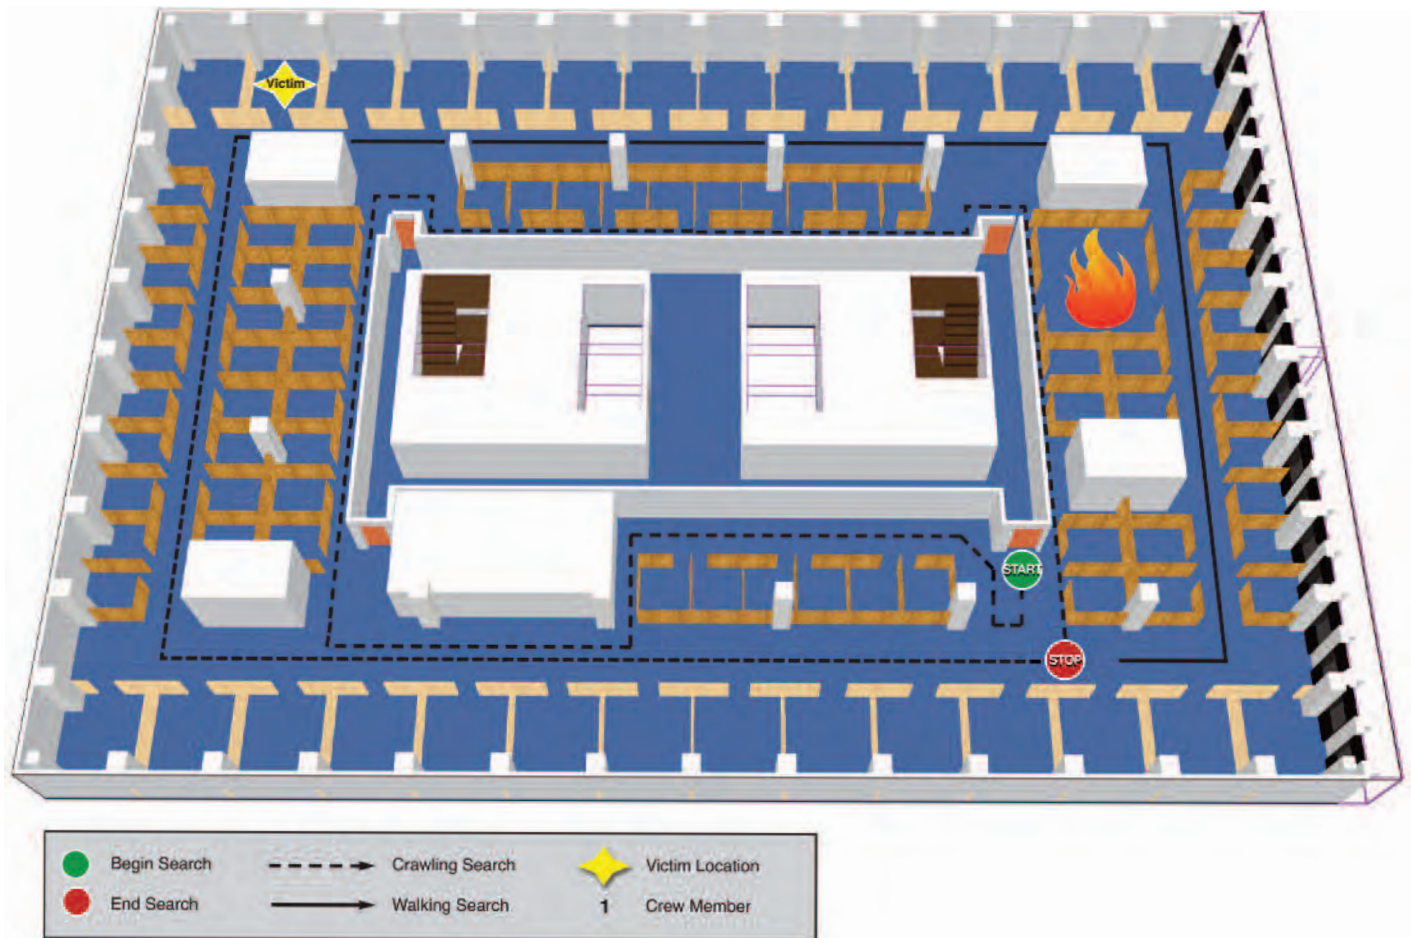 Victim
START
STOP
Begin Search
Crawling Search
Victim Location
End Search
Walking Search
1
Crew Member